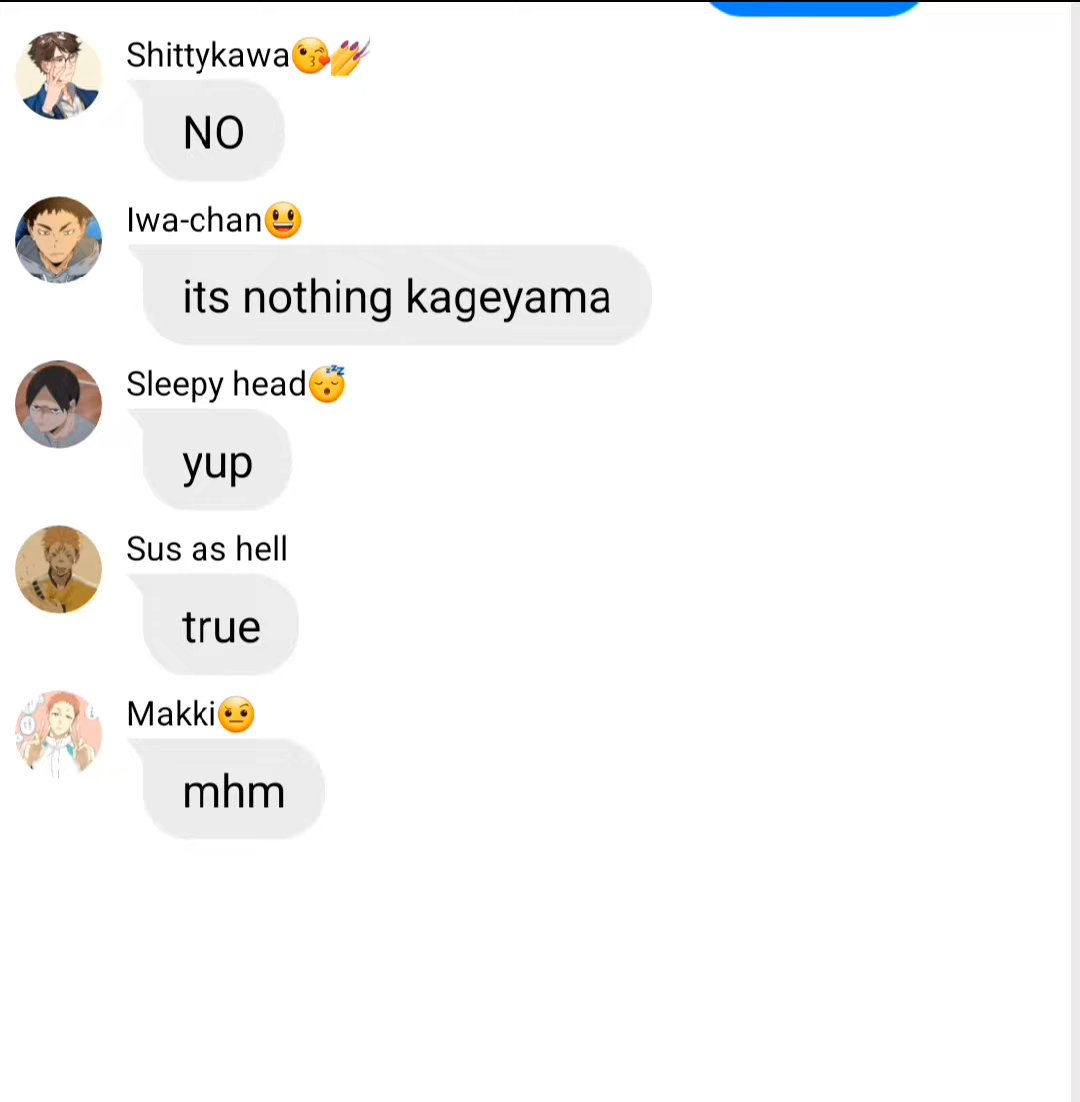 Shittykawa😘💅
NO
Iwa-chan😃
its nothing kageyama
Sleepy head😴
yup
Sus as hell
true
Makki🤨
mhm